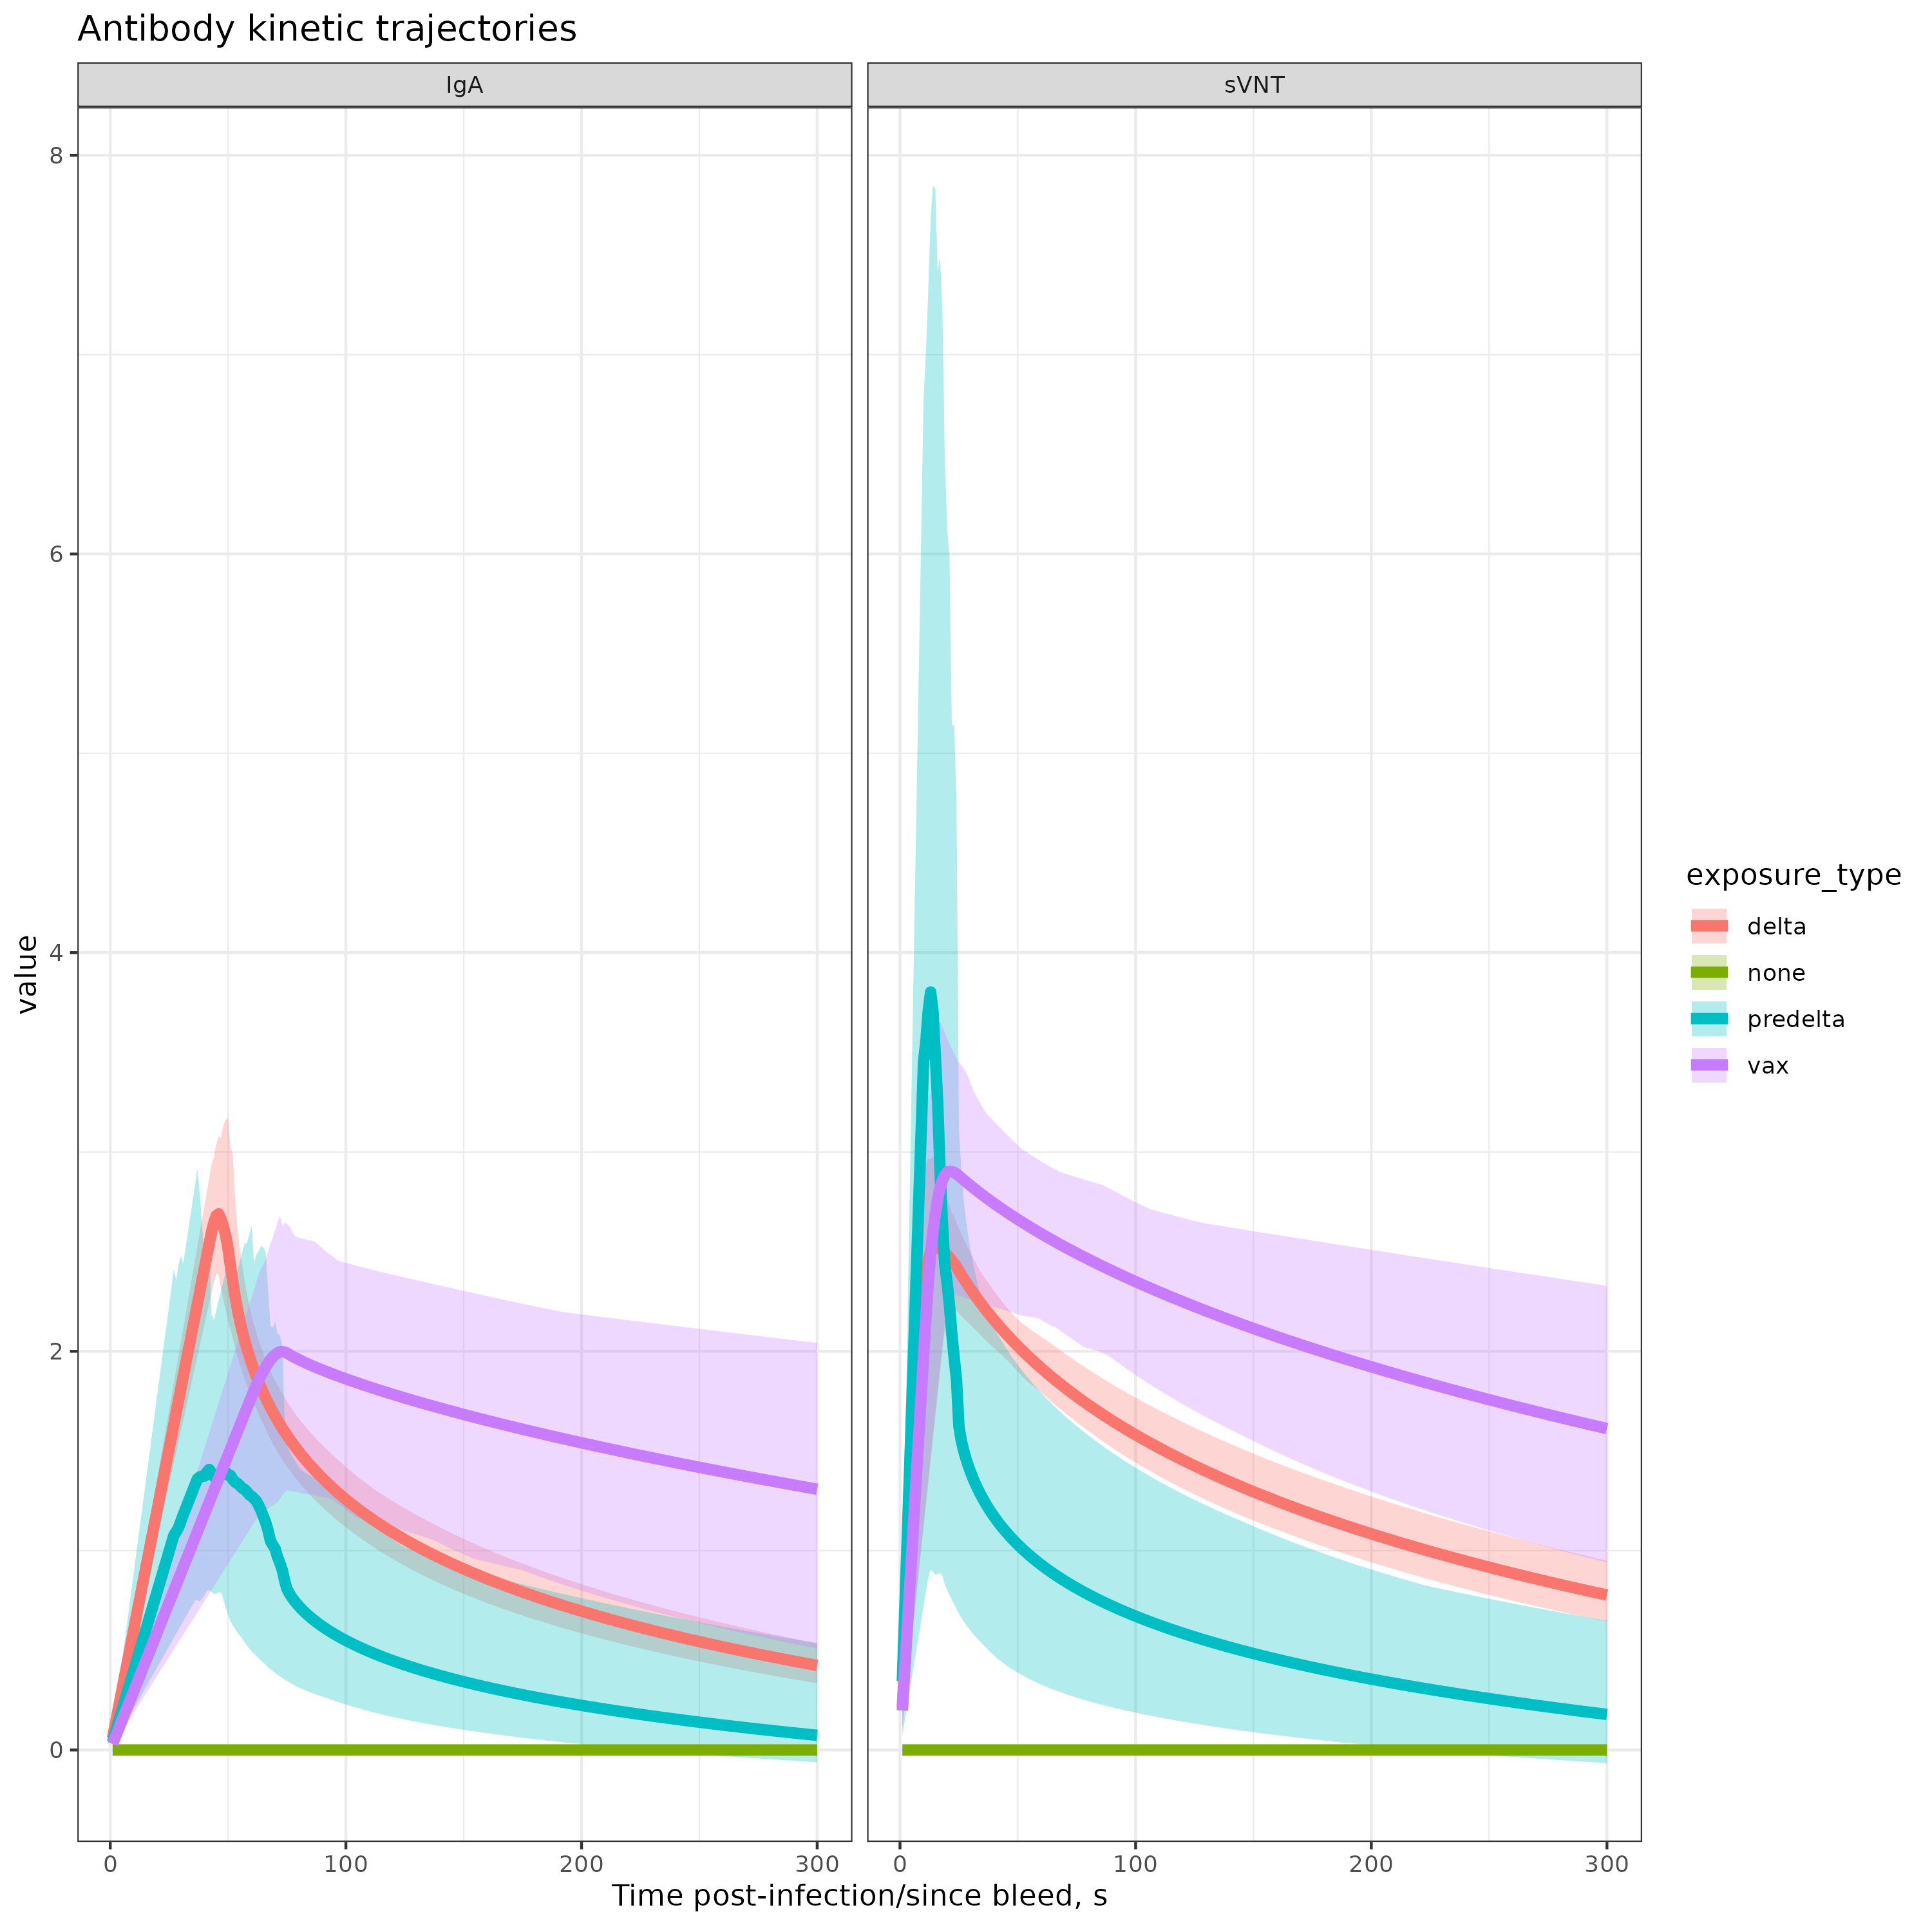 Antibody kinetic trajectories
IgA
sVNT
value
8
6
4
2
0
0
100
200
300
0
100
200
300
Time post-infection/since bleed, s
exposure_type
delta
none
predelta
vax